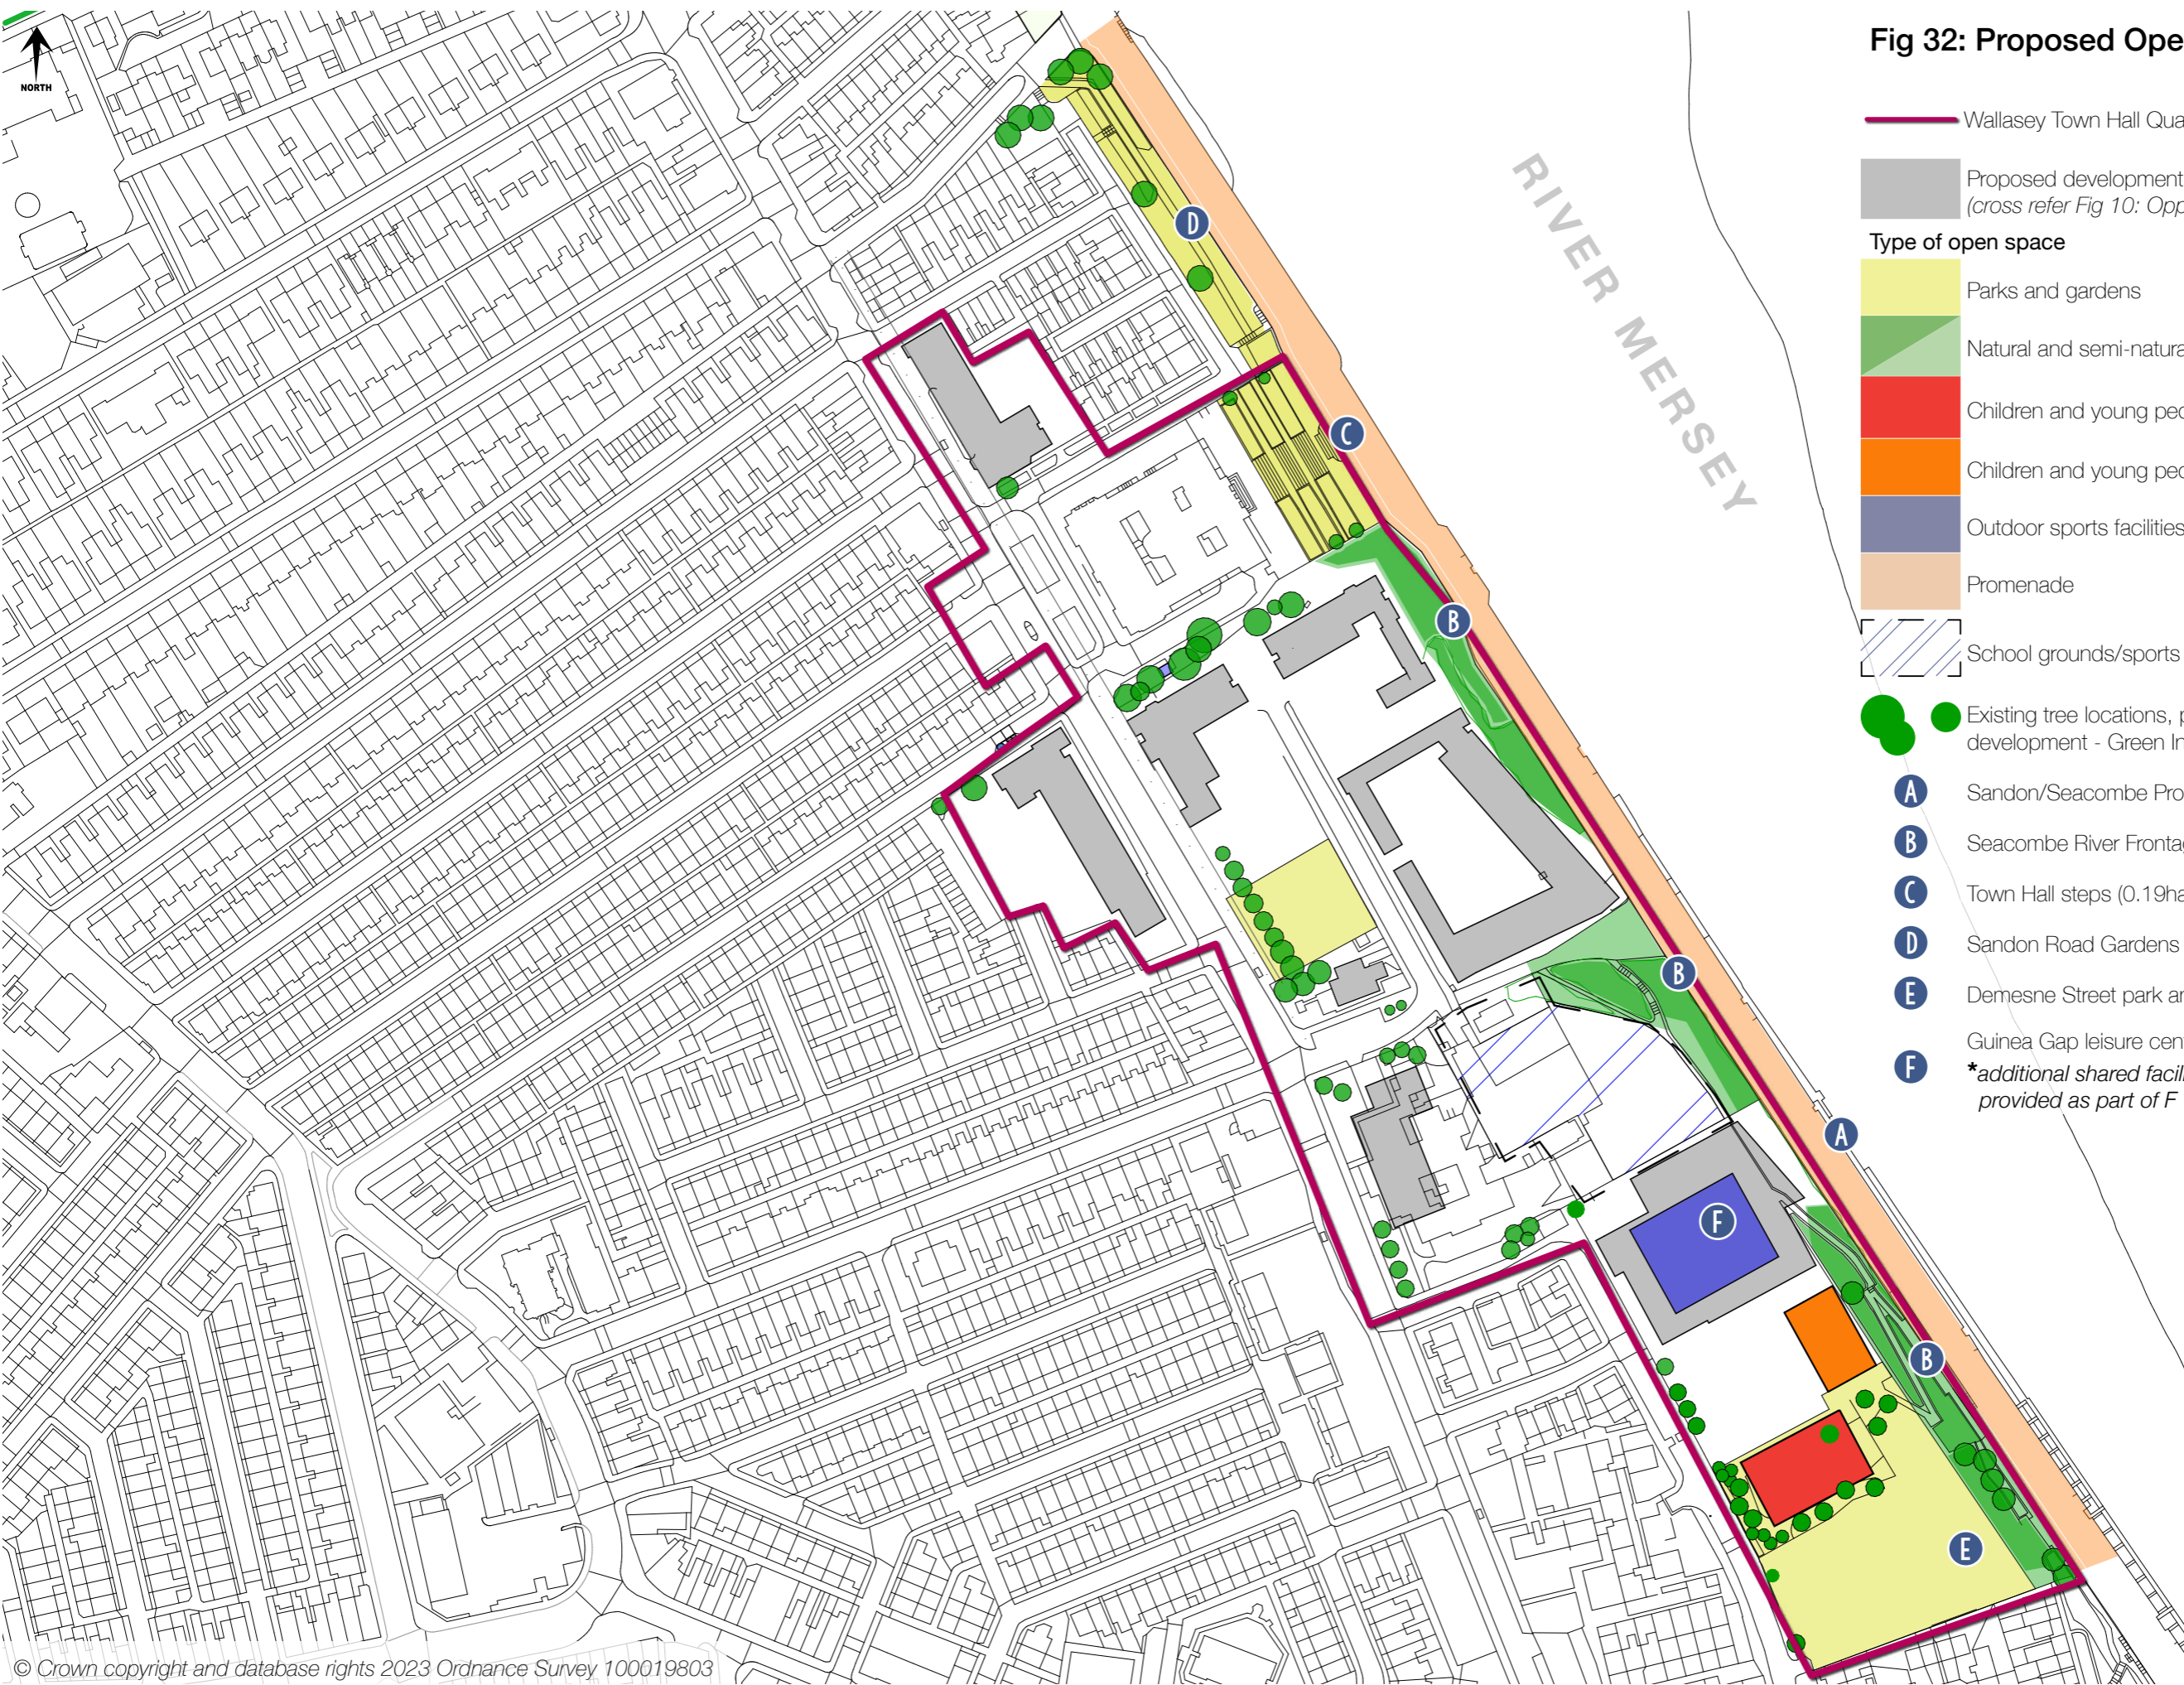 NORTH
RIVER MERSEY
Fig 32: Proposed Ope
Wallasey Town Hall Qua
Proposed development
(cross refer Fig 10: Opp
Type of open space
Parks and gardens
Natural and semi-natura
Children and young peo
Children and young peo
Outdoor sports facilities
Promenade
School grounds/sports
Existing tree locations, p
development - Green In
A Sandon/Seacombe Pro
B Seacombe River Frontag
C Town Hall steps (0.19ha
D Sandon Road Gardens
E Demesne Street park an
Guinea Gap leisure cen
F *additional shared facil
provided as part of F
D
C
B
B
A
F
B
E
© Crown copyright and database rights 2023 Ordnance Survey 100019803